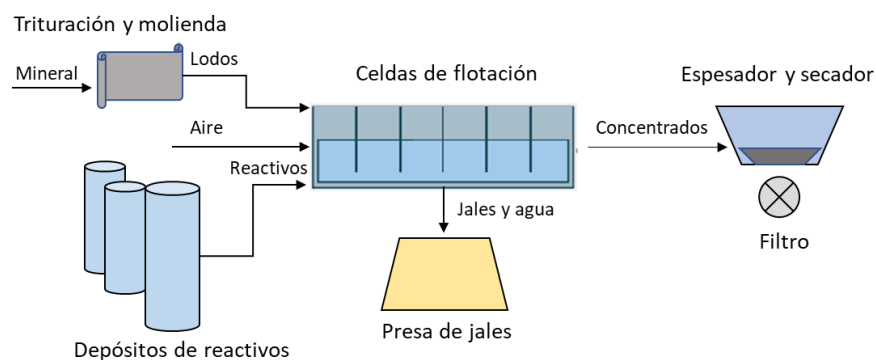 Trituración y molienda
Mineral
Lodos
Celdas de flotación
Espesador y secador
Aire
Concentrados
Reactivos
Jales y agua
Filtro
Presa de jales
Depósitos de reactivos